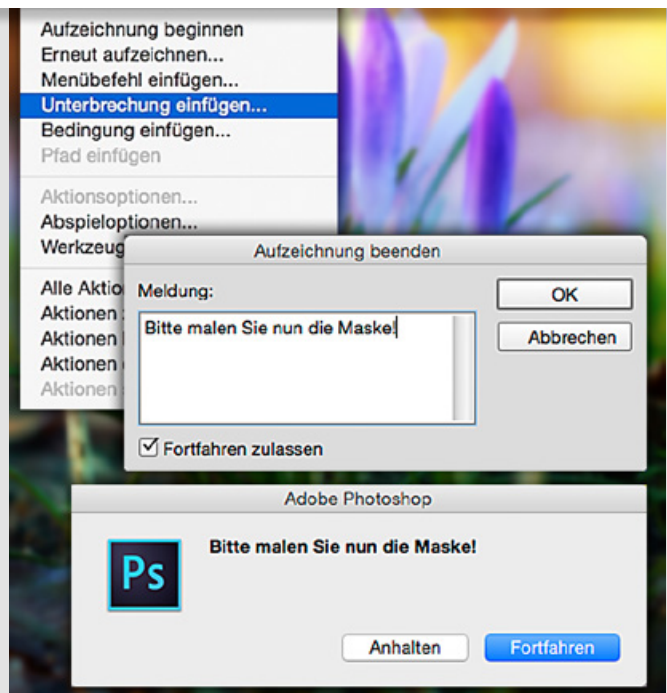 Aufzeichnung beginnen
Erneut aufzeichnen...
Menübefehl einfügen...
Unterbrechung einfügen...
Bedingung einfügen...
Pfad einfügen
Aktionsoptionen...
Abspieloptionen...
Werkzeug
Aufzeichnung beenden
Alle Aktio
Aktionen
Aktionen
Aktionen
Aktionen
Meldung:
Bitte malen Sie nun die Maske!
OK
Abbrechen
Fortfahren zulassen
Adobe Photoshop
Ps
Bitte malen Sie nun die Maske!
Anhalten
Fortfahren